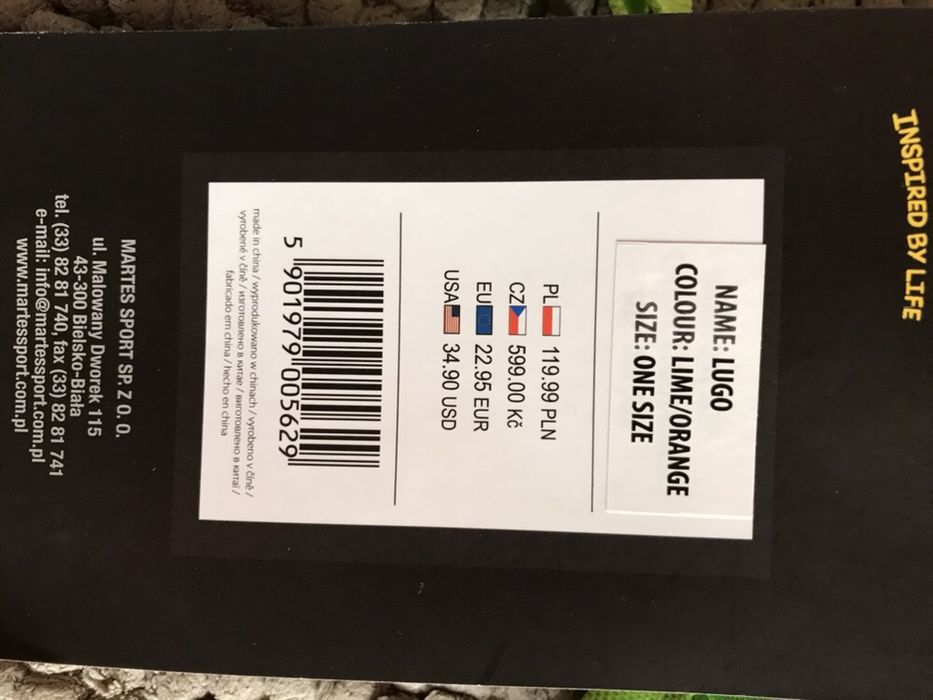 INSPIRED BY LIFE
NAME: LUGO
COLOUR: LIME/ORANGE
SIZE: ONE SIZE
PL 119.99 PLN
CZ 599.00 Kč
EU 22.95 EUR
USA 34.90 USD
5 901979 005629
made in china / wyprodukowano w chinach / vyrobeno v číně /
vyrobené v číně / изготовлено в китае / виготовлено в китаї /
fabricado em china / hecho en china
MARTES SPORT SP. Z O. O.
ul. Malowany Dworek 115
43-300 Bielsko-Biała
tel. (33) 82 81 740, fax (33) 82 81 741
e-mail: info@martessport.com.pl
www.martessport.com.pl